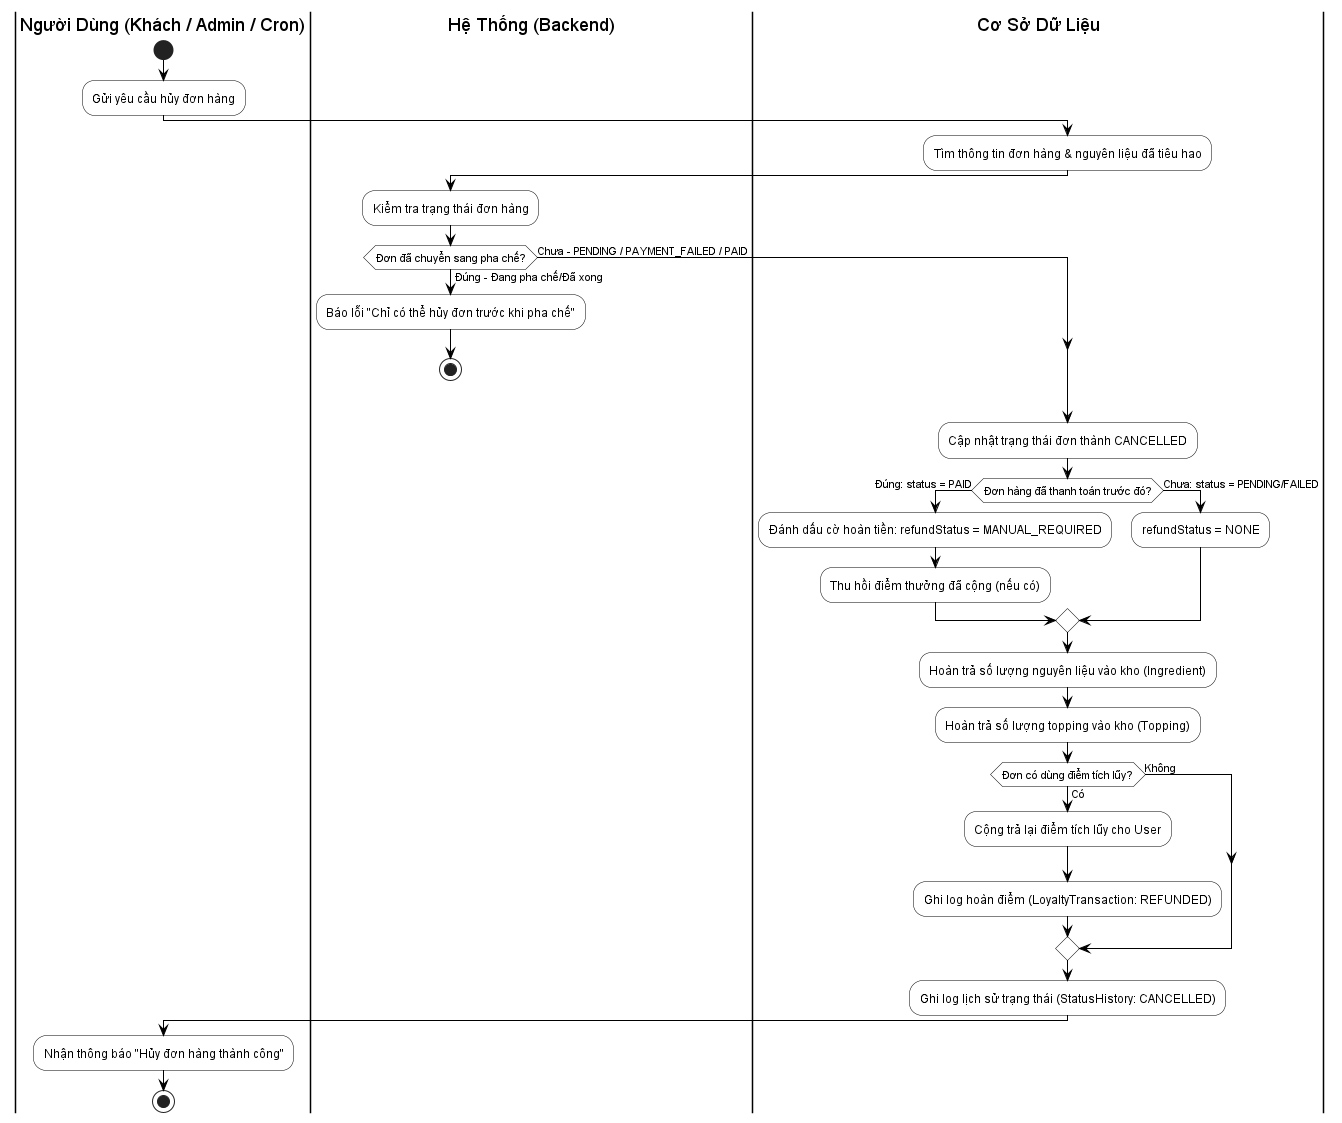 Người Dùng (Khách / Admin / Cron)
Hệ Thống (Backend)
Cơ Sở Dữ Liệu
Gửi yêu cầu hủy đơn hàng
Tìm thông tin đơn hàng & nguyên liệu đã tiêu hao
Kiểm tra trạng thái đơn hàng
Đơn đã chuyển sang pha chế?
Chưa - PENDING / PAYMENT_FAILED / PAID
Đúng - Đang pha chế/Đã xong
Báo lỗi "Chỉ có thể hủy đơn trước khi pha chế"
Cập nhật trạng thái đơn thành CANCELLED
Đúng: status = PAID
Đơn hàng đã thanh toán trước đó?
Chưa: status = PENDING/FAILED
Đánh dấu cờ hoàn tiền: refundStatus = MANUAL_REQUIRED
refundStatus = NONE
Thu hồi điểm thưởng đã cộng (nếu có)
Hoàn trả số lượng nguyên liệu vào kho (Ingredient)
Hoàn trả số lượng topping vào kho (Topping)
Đơn có dùng điểm tích lũy?
Không
Có
Cộng trả lại điểm tích lũy cho User
Ghi log hoàn điểm (LoyaltyTransaction: REFUNDED)
Ghi log lịch sử trạng thái (StatusHistory: CANCELLED)
Nhận thông báo "Hủy đơn hàng thành công"